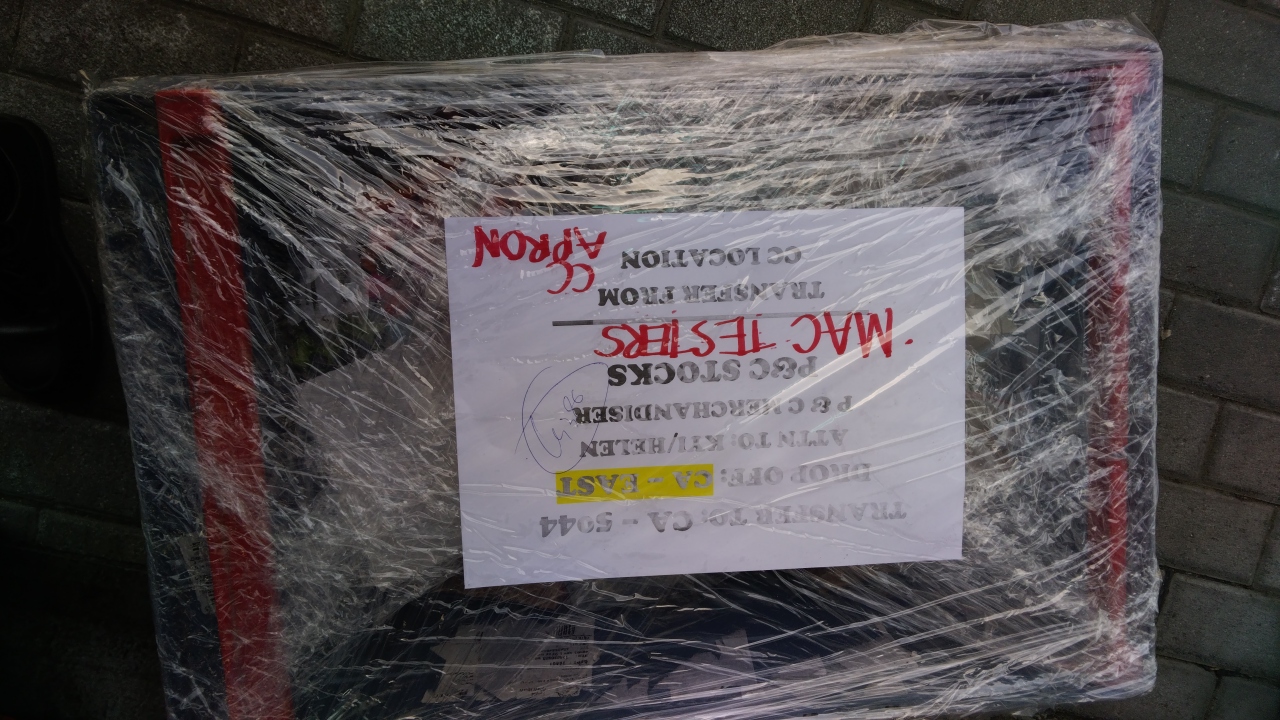 TRANSFER TO: CA - 5044
DROP OFF: CA - EAST
ATTN TO: KYI/HELEN
P & C MERCHANDISER
P&C STOCKS
MAC TESTERS
TRANSFER FROM
CC LOCATION
CC APRON